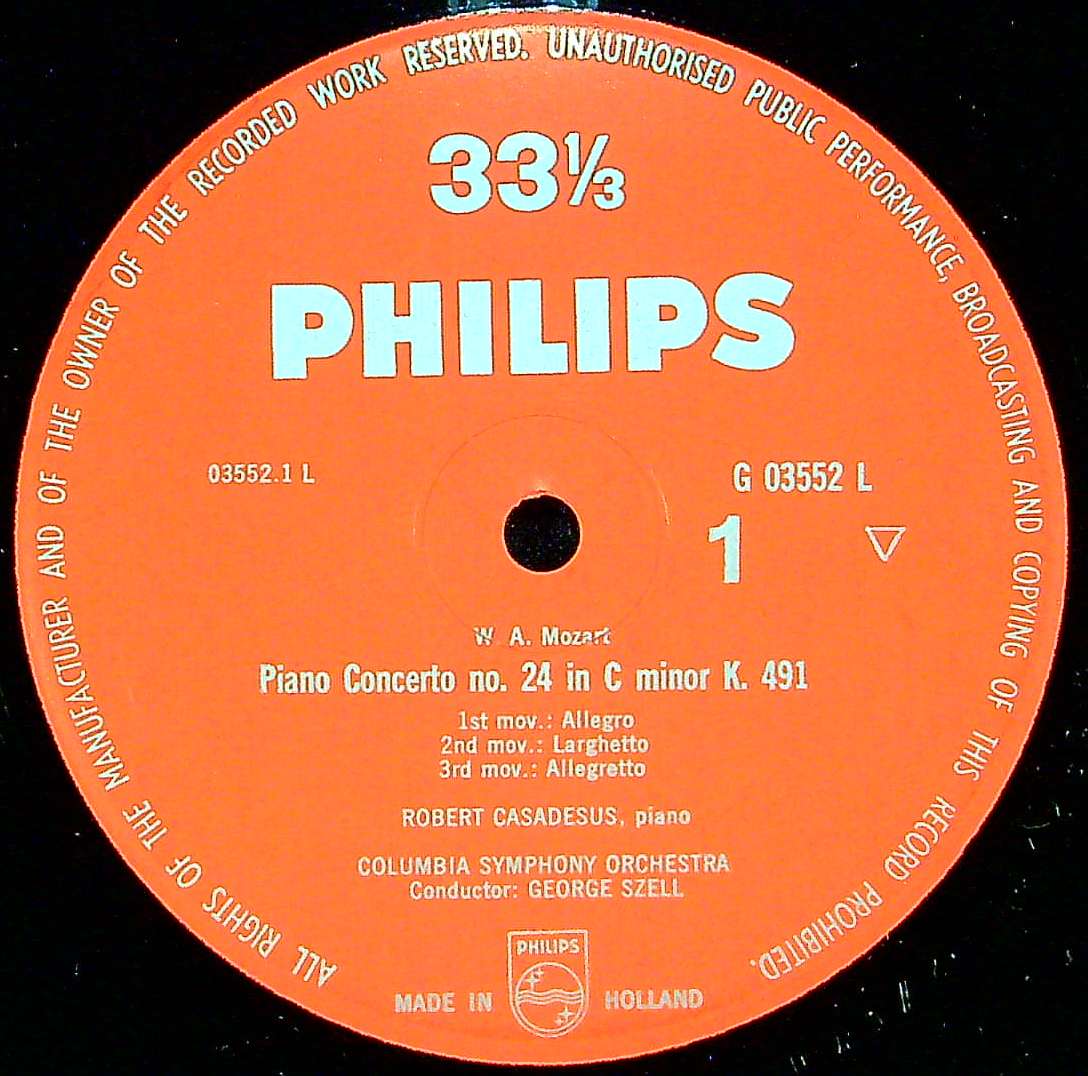 ALL RIGHTS OF THE MANUFACTURER AND OF THE OWNER OF THE RECORDED WORK RESERVED. UNAUTHORISED PUBLIC PERFORMANCE, BROADCASTING AND COPYING OF THIS RECORD PROHIBITED.
33⅓
PHILIPS
03552.1 L
G 03552 L
1
W. A. Mozart
Piano Concerto no. 24 in C minor K. 491
1st mov.: Allegro
2nd mov.: Larghetto
3rd mov.: Allegretto
ROBERT CASADESUS, piano
COLUMBIA SYMPHONY ORCHESTRA
Conductor: GEORGE SZELL
PHILIPS
MADE IN HOLLAND